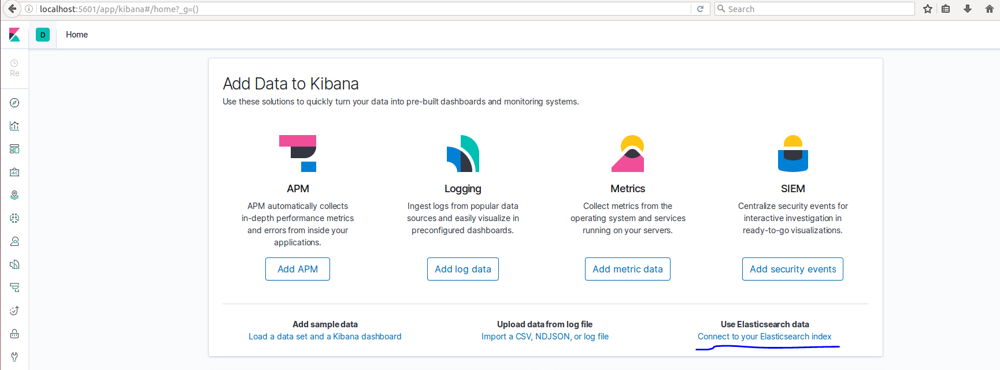 localhost:5601/app/kibana#/home?_g=()
Search
D
Home
Re
Add Data to Kibana
Use these solutions to quickly turn your data into pre-built dashboards and monitoring systems.
APM
APM automatically collects
in-depth performance metrics
and errors from inside your
applications.
Add APM
Logging
Ingest logs from popular data
sources and easily visualize in
preconfigured dashboards.
Add log data
Metrics
Collect metrics from the
operating system and services
running on your servers.
Add metric data
SIEM
Centralize security events for
interactive investigation in
ready-to-go visualizations.
Add security events
Add sample data
Load a data set and a Kibana dashboard
Upload data from log file
Import a CSV, NDJSON, or log file
Use Elasticsearch data
Connect to your Elasticsearch index